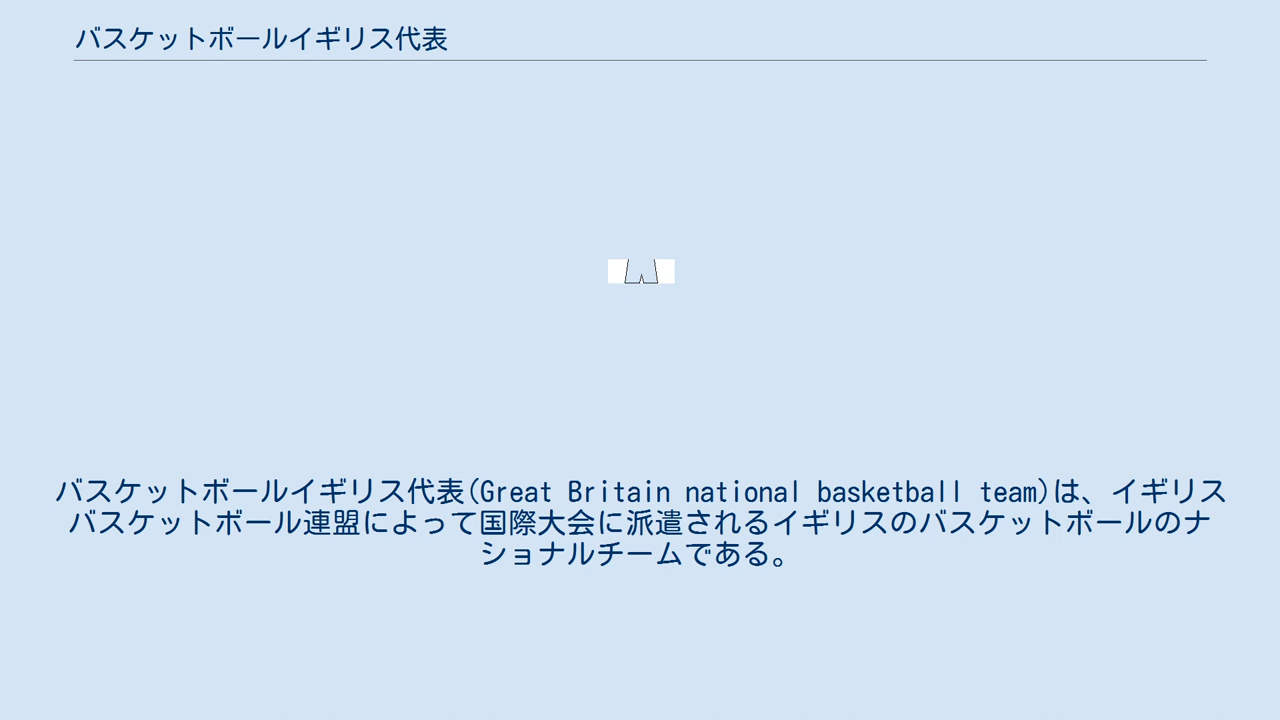 バスケットボールイギリス代表
バスケットボールイギリス代表(Great Britain national basketball team)は、イギリス
バスケットボール連盟によって国際大会に派遣されるイギリスのバスケットボールのナ
ショナルチームである。